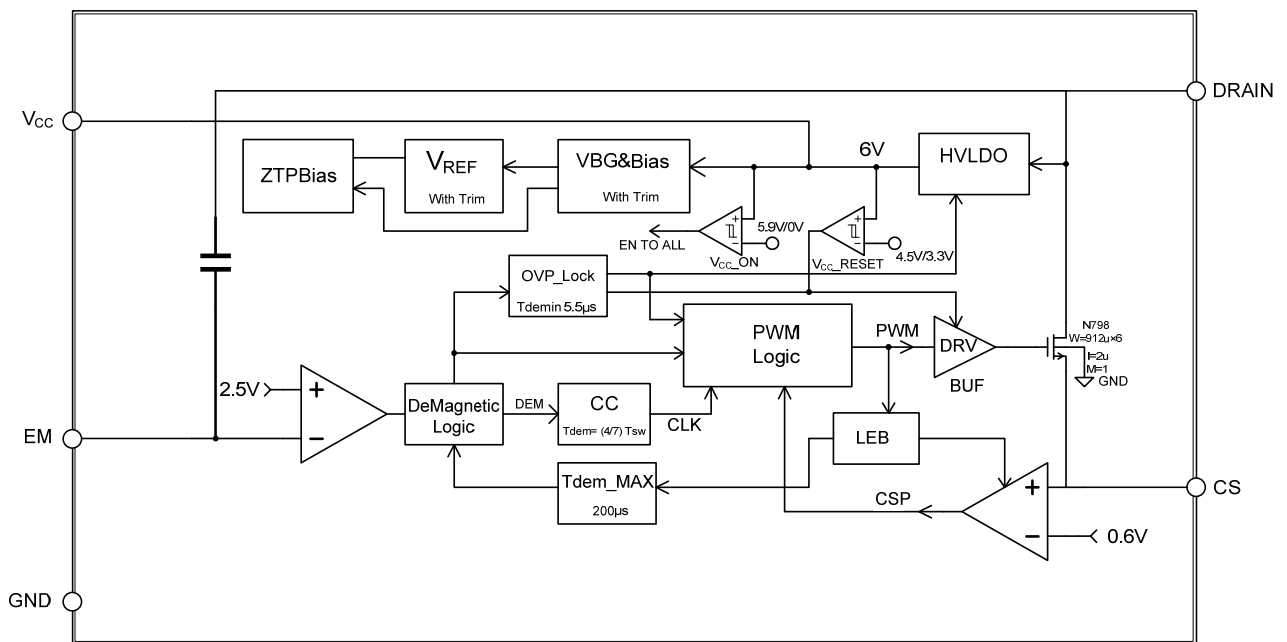 DRAIN
VCC
6V
HVLDO
ZTPBias
VREF
With Trim
VBG&Bias
With Trim
+
−
5.9V/0V
EN TO ALL
VCC_ON
+
−
4.5V/3.3V
VCC_RESET
OVP_Lock
Tdemin 5.5µs
PWM
Logic
PWM
DRV
BUF
N798
W=912u×6
l=2u
M=1
GND
2.5V
+
−
EM
DeMagnetic
Logic
DEM
CC
Tdem= (4/7) Tsw
CLK
LEB
Tdem_MAX
200µs
CSP
+
−
CS
0.6V
GND